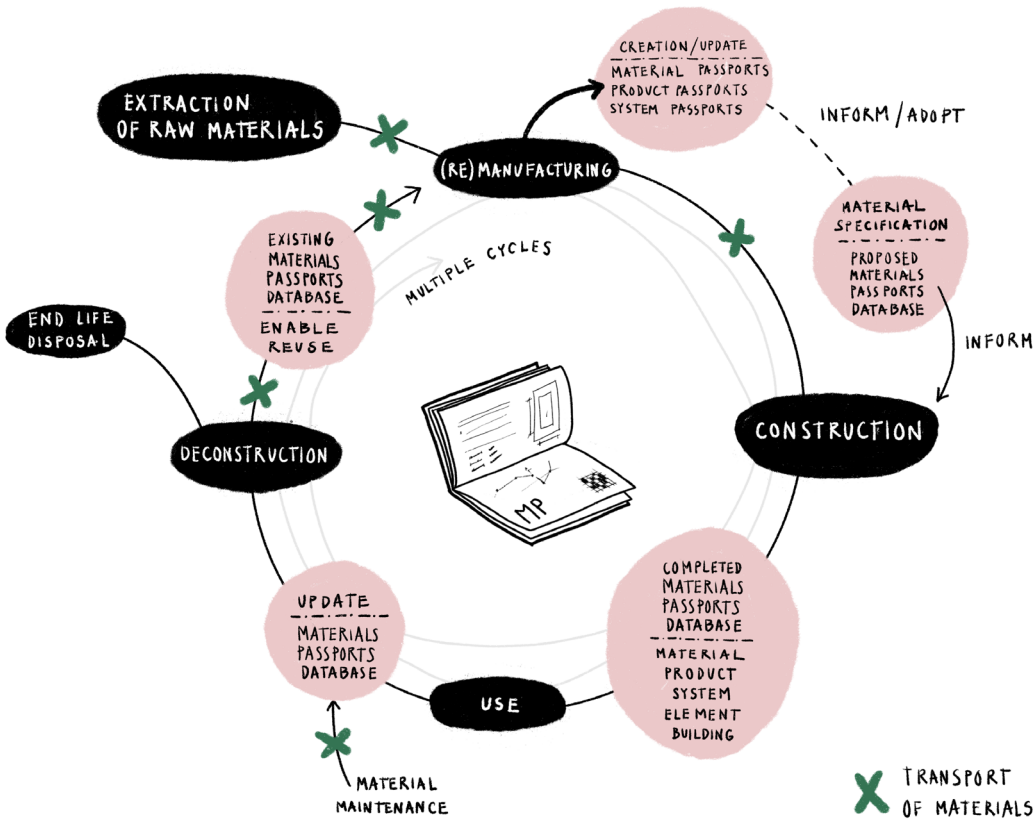 CREATION/UPDATE
MATERIAL PASSPORTS
PRODUCT PASSPORTS
SYSTEM PASSPORTS
EXTRACTION
OF RAW MATERIALS
INFORM/ADOPT
(RE)MANUFACTURING
MATERIAL
SPECIFICATION
PROPOSED
MATERIALS
PASSPORTS
DATABASE
EXISTING
MATERIALS
PASSPORTS
DATABASE
ENABLE
REUSE
MULTIPLE CYCLES
END LIFE
DISPOSAL
INFORM
DECONSTRUCTION
CONSTRUCTION
MP
COMPLETED
MATERIALS
PASSPORTS
DATABASE
MATERIAL
PRODUCT
SYSTEM
ELEMENT
BUILDING
UPDATE
MATERIALS
PASSPORTS
DATABASE
USE
MATERIAL
MAINTENANCE
TRANSPORT
OF MATERIALS